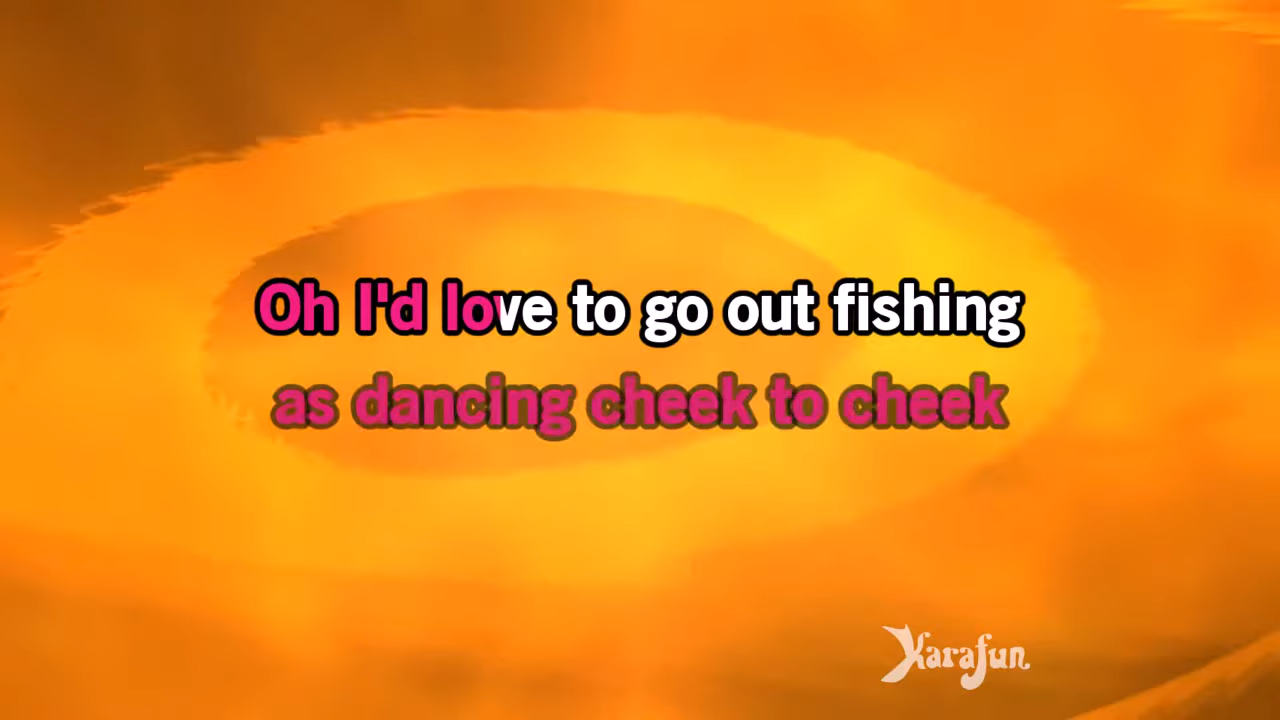 Oh I'd love to go out fishing
as dancing cheek to cheek
Karafun